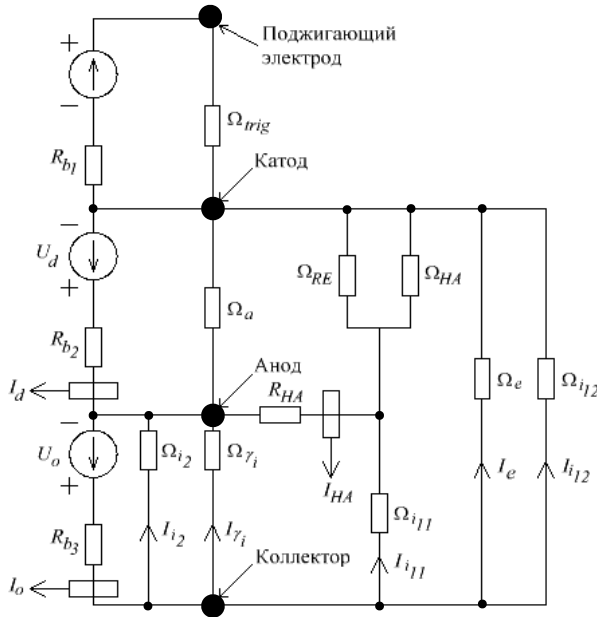 +
Поджигающий
электрод
−
Ω_trig
R_b1
Катод
−
U_d
Ω_RE
Ω_HA
+
Ω_a
R_b2
Анод
Ω_e
Ω_i12
I_d
R_HA
−
U_o
Ω_i2
Ω_γi
I_HA
I_e
I_i12
+
Ω_i11
R_b3
I_i2
I_γi
Коллектор
I_i11
I_o